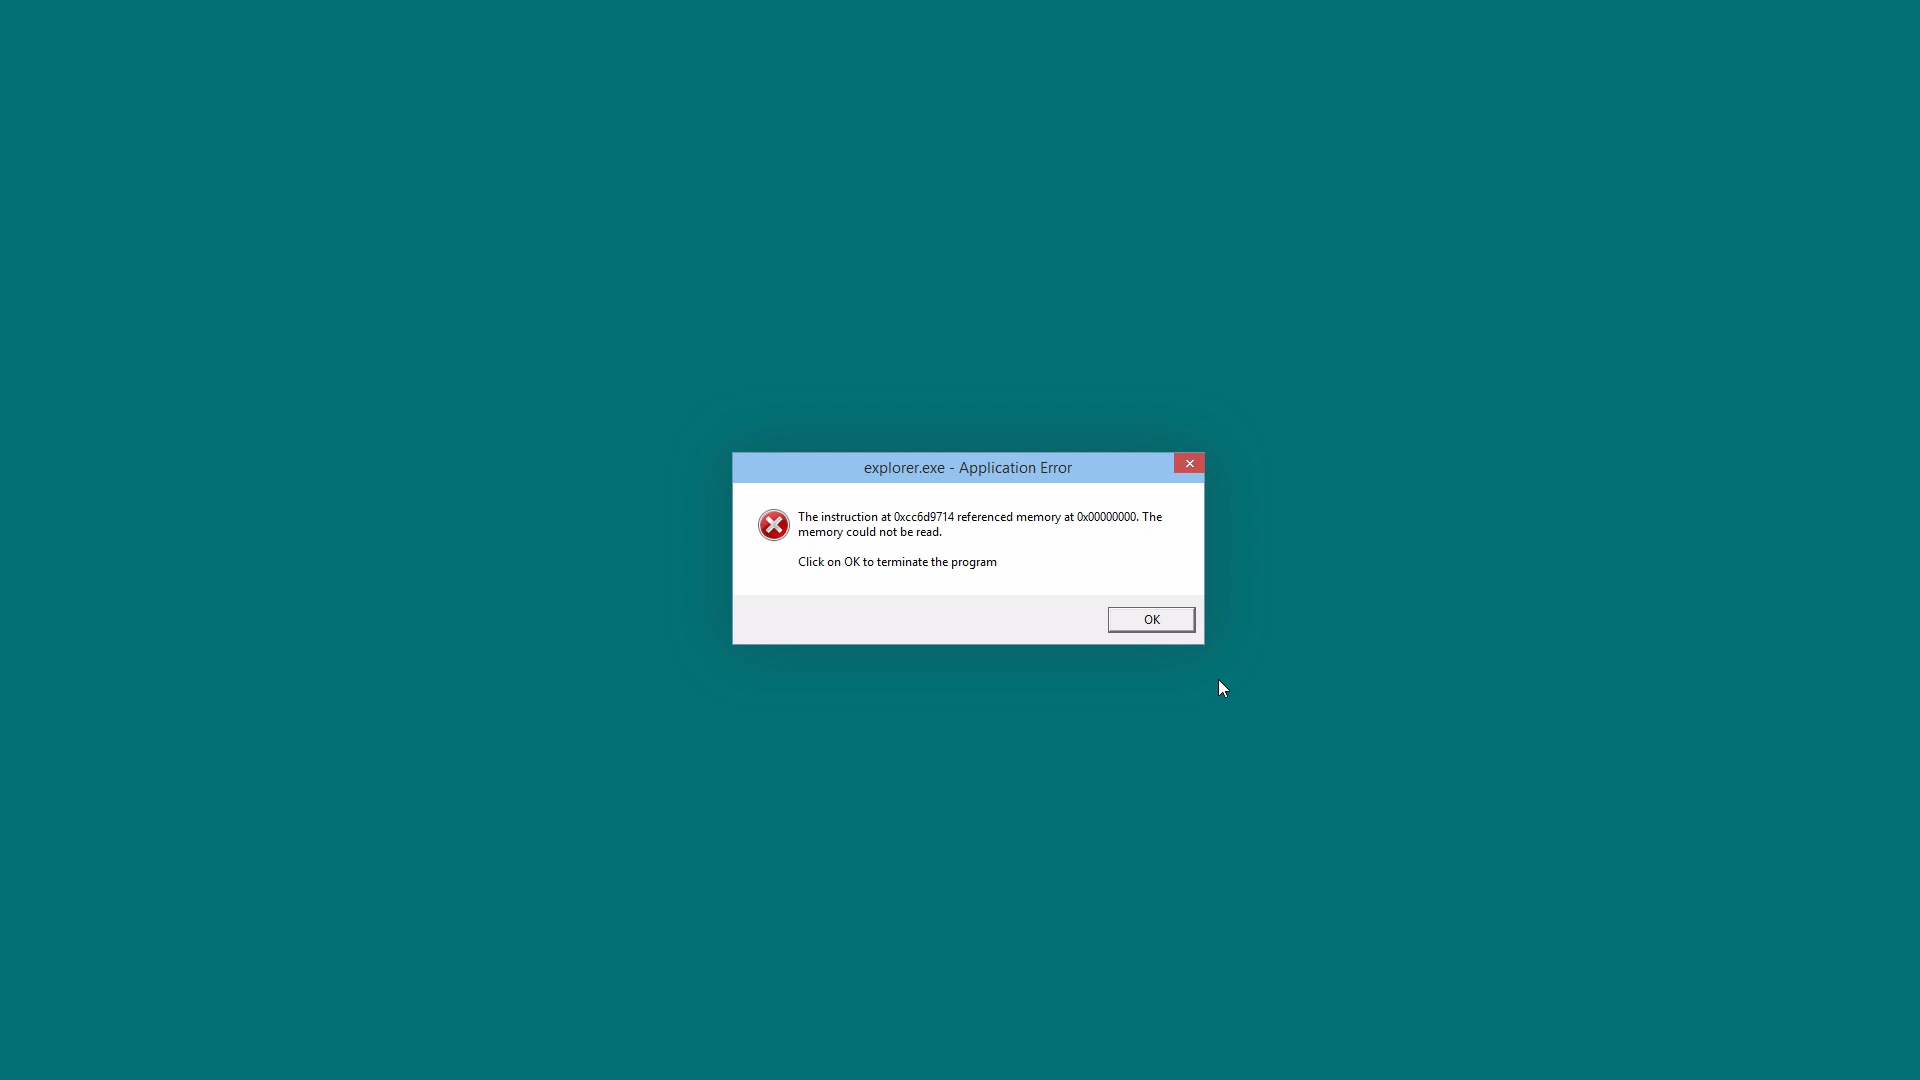 explorer.exe - Application Error
The instruction at 0xcc6d9714 referenced memory at 0x00000000. The
memory could not be read.
Click on OK to terminate the program
OK